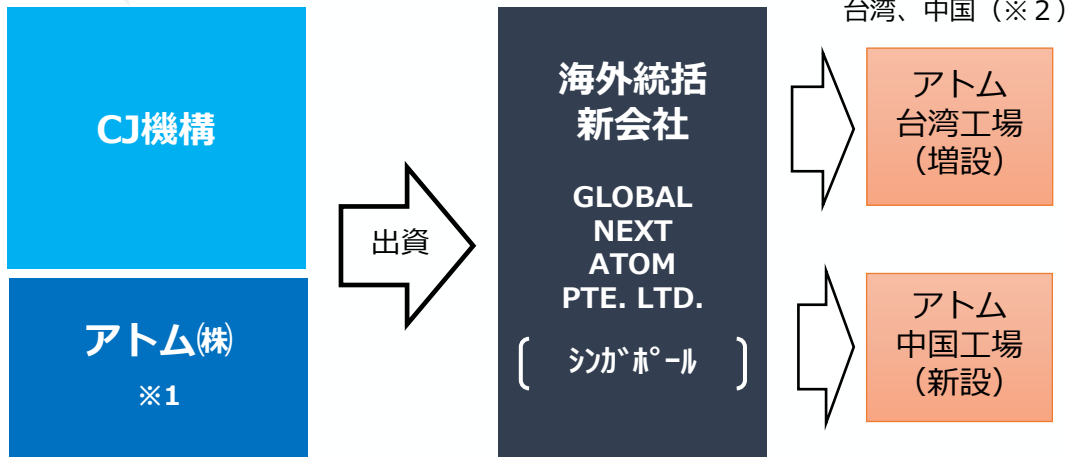 CJ機構
アトム㈱
※1
出資
海外統括
新会社
GLOBAL
NEXT
ATOM
PTE. LTD.
〔 ｼﾝｶﾞﾎﾟｰﾙ 〕
台湾、中国（※２）
アトム
台湾工場
（増設）
アトム
中国工場
（新設）